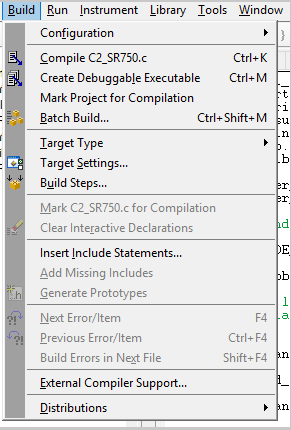 Build Run Instrument Library Tools Window
Configuration
Compile C2_SR750.c Ctrl+K
Create Debuggable Executable Ctrl+M
Mark Project for Compilation
Batch Build... Ctrl+Shift+M
Target Type
Target Settings...
Build Steps...
Mark C2_SR750.c for Compilation
Clear Interactive Declarations
Insert Include Statements...
Add Missing Includes
Generate Prototypes
Next Error/Item F4
Previous Error/Item Ctrl+F4
Build Errors in Next File Shift+F4
External Compiler Support...
Distributions